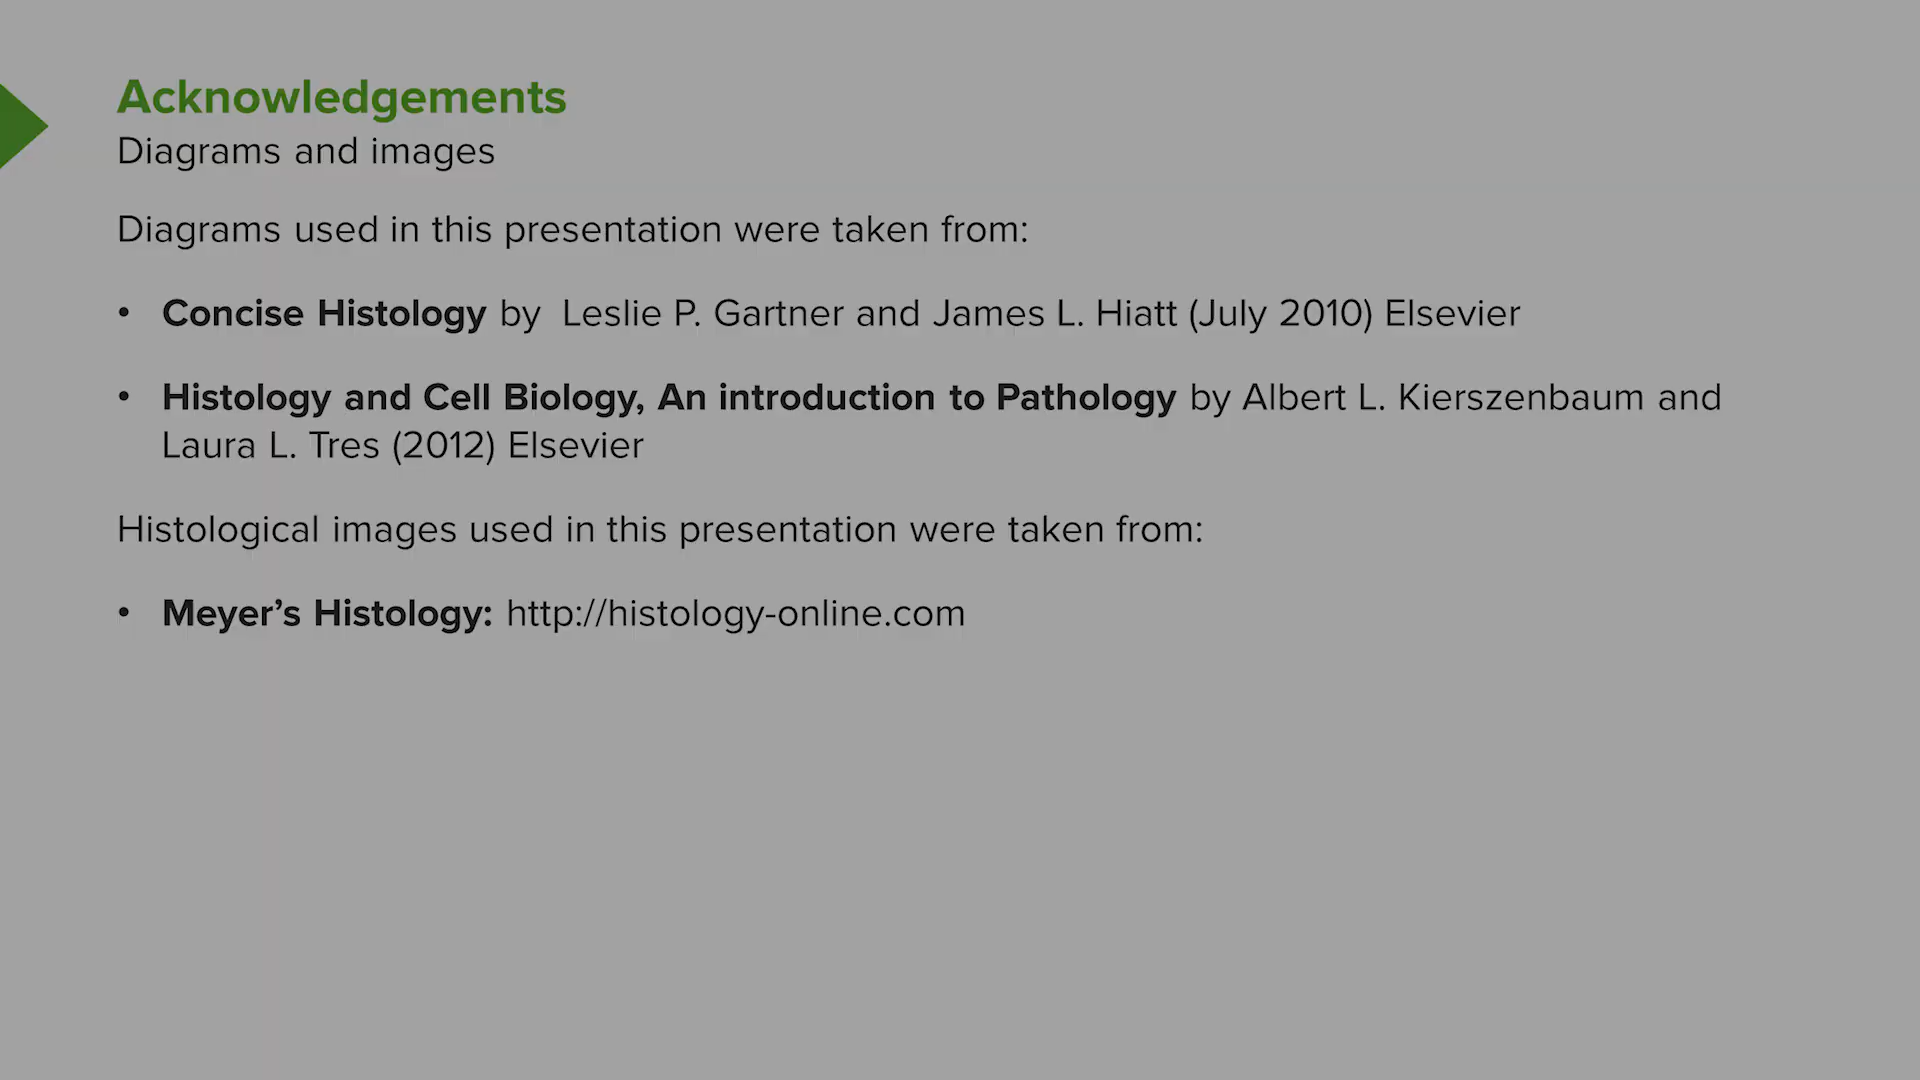 Acknowledgements
Diagrams and images
Diagrams used in this presentation were taken from:
• Concise Histology by  Leslie P. Gartner and James L. Hiatt (July 2010) Elsevier
• Histology and Cell Biology, An introduction to Pathology by Albert L. Kierszenbaum and
Laura L. Tres (2012) Elsevier
Histological images used in this presentation were taken from:
• Meyer’s Histology: http://histology-online.com